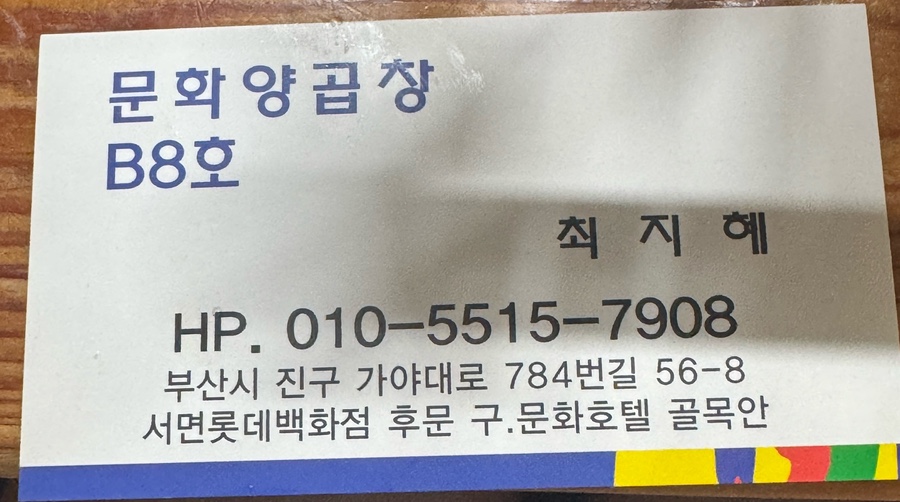 문화양곱창
B8호
최 지 혜
HP. 010-5515-7908
부산시 진구 가야대로 784번길 56-8
서면롯데백화점 후문 구.문화호텔 골목안